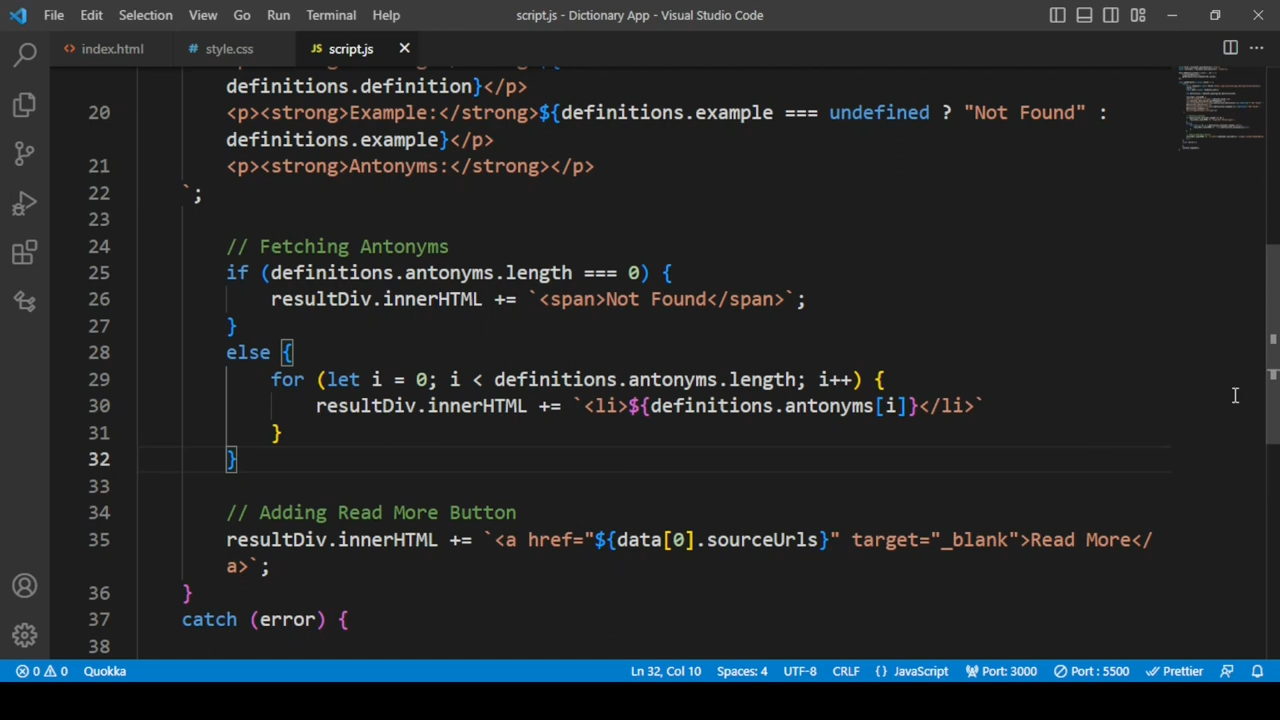 File Edit Selection View Go Run Terminal Help script.js - Dictionary App - Visual Studio Code
index.html style.css JS script.js
definitions.definition}</p>
20 <p><strong>Example:</strong>${definitions.example === undefined ? "Not Found" :
definitions.example}</p>
21 <p><strong>Antonyms:</strong></p>
22 `;
23
24 // Fetching Antonyms
25 if (definitions.antonyms.length === 0) {
26 resultDiv.innerHTML += `<span>Not Found</span>`;
27 }
28 else {
29 for (let i = 0; i < definitions.antonyms.length; i++) {
30 resultDiv.innerHTML += `<li>${definitions.antonyms[i]}</li>`
31 }
32 }
33
34 // Adding Read More Button
35 resultDiv.innerHTML += `<a href="${data[0].sourceUrls}" target="_blank">Read More</
a>`;
36 }
37 catch (error) {
38
0 0 Quokka Ln 32, Col 10 Spaces: 4 UTF-8 CRLF {} JavaScript Port: 3000 Port : 5500 Prettier